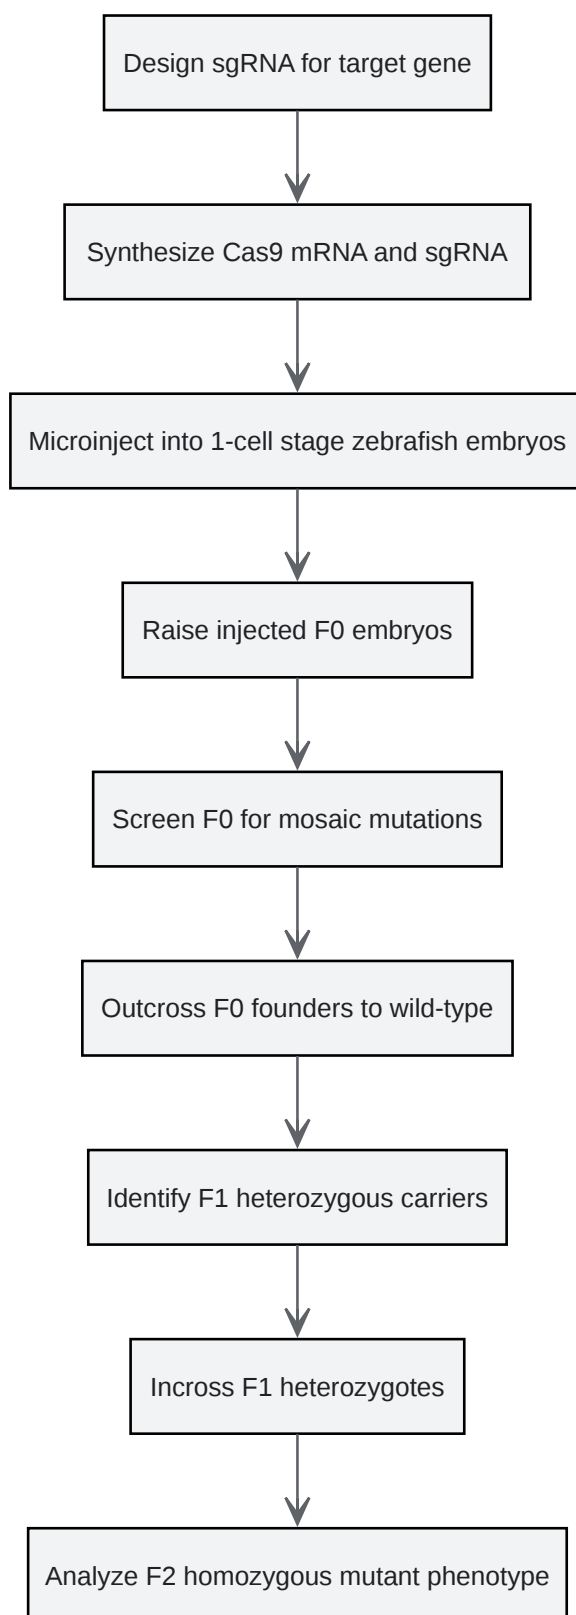 Design sgRNA for target gene
Synthesize Cas9 mRNA and sgRNA
Microinject into 1-cell stage zebrafish embryos
Raise injected F0 embryos
Screen F0 for mosaic mutations
Outcross F0 founders to wild-type
Identify F1 heterozygous carriers
Incross F1 heterozygotes
Analyze F2 homozygous mutant phenotype